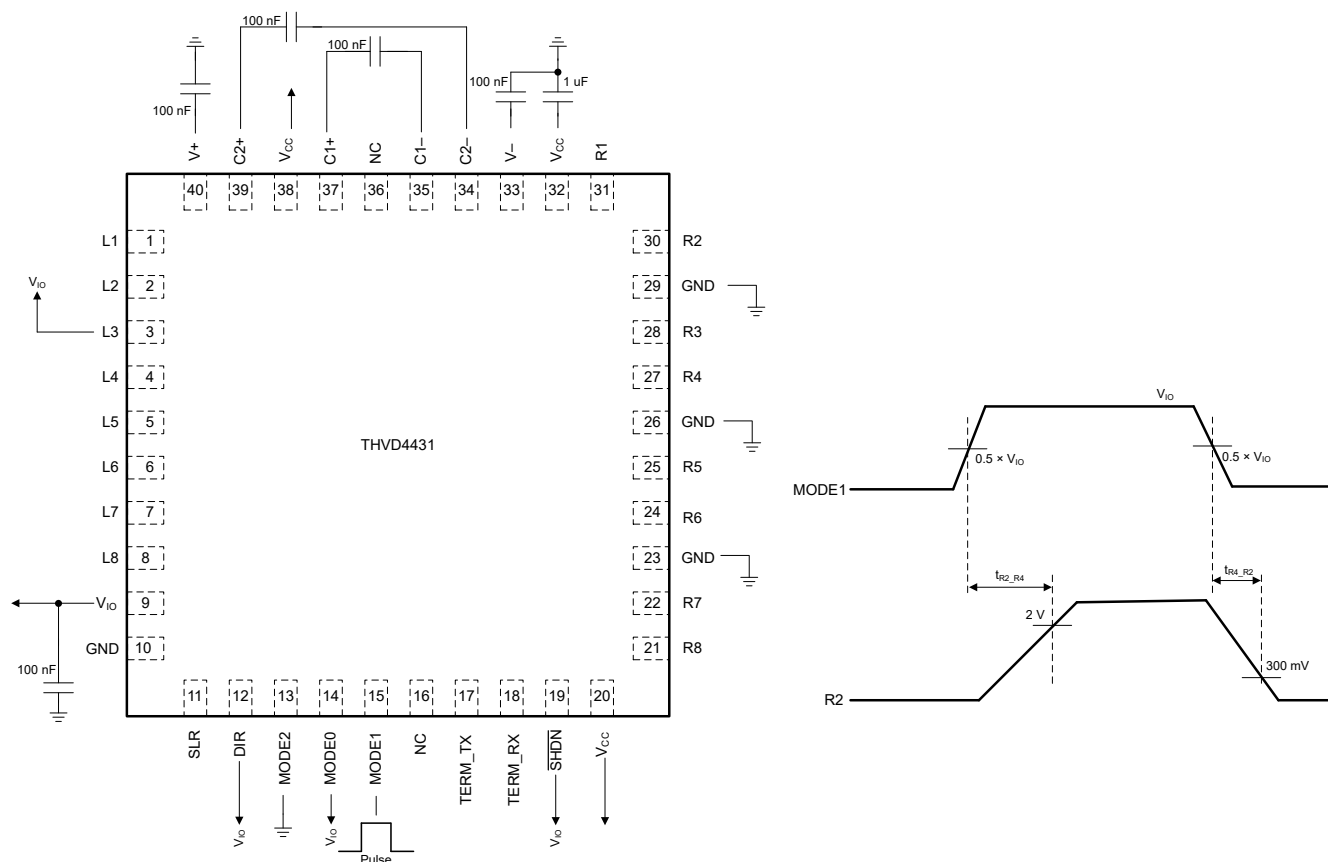 100 nF
100 nF
100 nF
100 nF
1 uF
V+
C2+
VCC
C1+
NC
C1–
C2–
V–
VCC
R1
40
39
38
37
36
35
34
33
32
31
L1
1
30
R2
L2
2
29
GND
VIO
L3
3
28
R3
L4
4
27
R4
L5
5
26
GND
THVD4431
L6
6
25
R5
L7
7
24
R6
L8
8
23
GND
VIO
9
22
R7
GND
10
21
R8
100 nF
11
12
13
14
15
16
17
18
19
20
SLR
DIR
MODE2
MODE0
MODE1
NC
TERM_TX
TERM_RX
SHDN
VCC
VIO
VIO
Pulse
VIO
VIO
0.5 × VIO
0.5 × VIO
MODE1
tR2_R4
tR4_R2
2 V
300 mV
R2